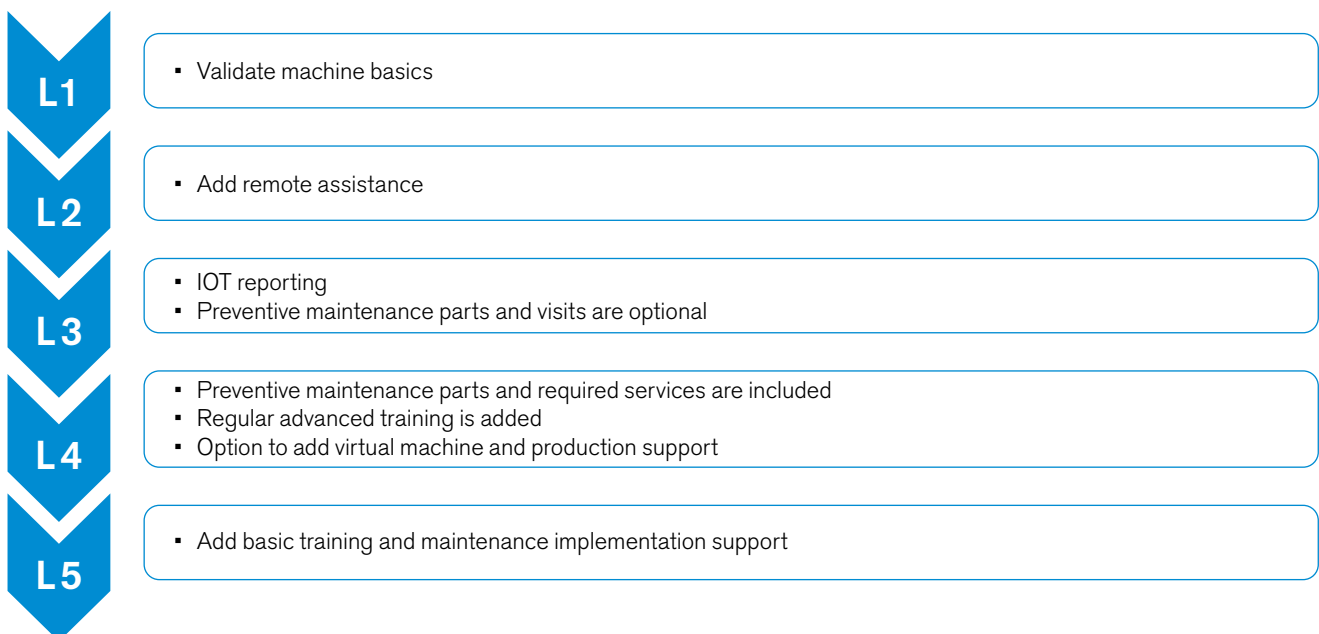 L1
▪ Validate machine basics
L2
▪ Add remote assistance
L3
▪ IOT reporting
▪ Preventive maintenance parts and visits are optional
L4
▪ Preventive maintenance parts and required services are included
▪ Regular advanced training is added
▪ Option to add virtual machine and production support
L5
▪ Add basic training and maintenance implementation support